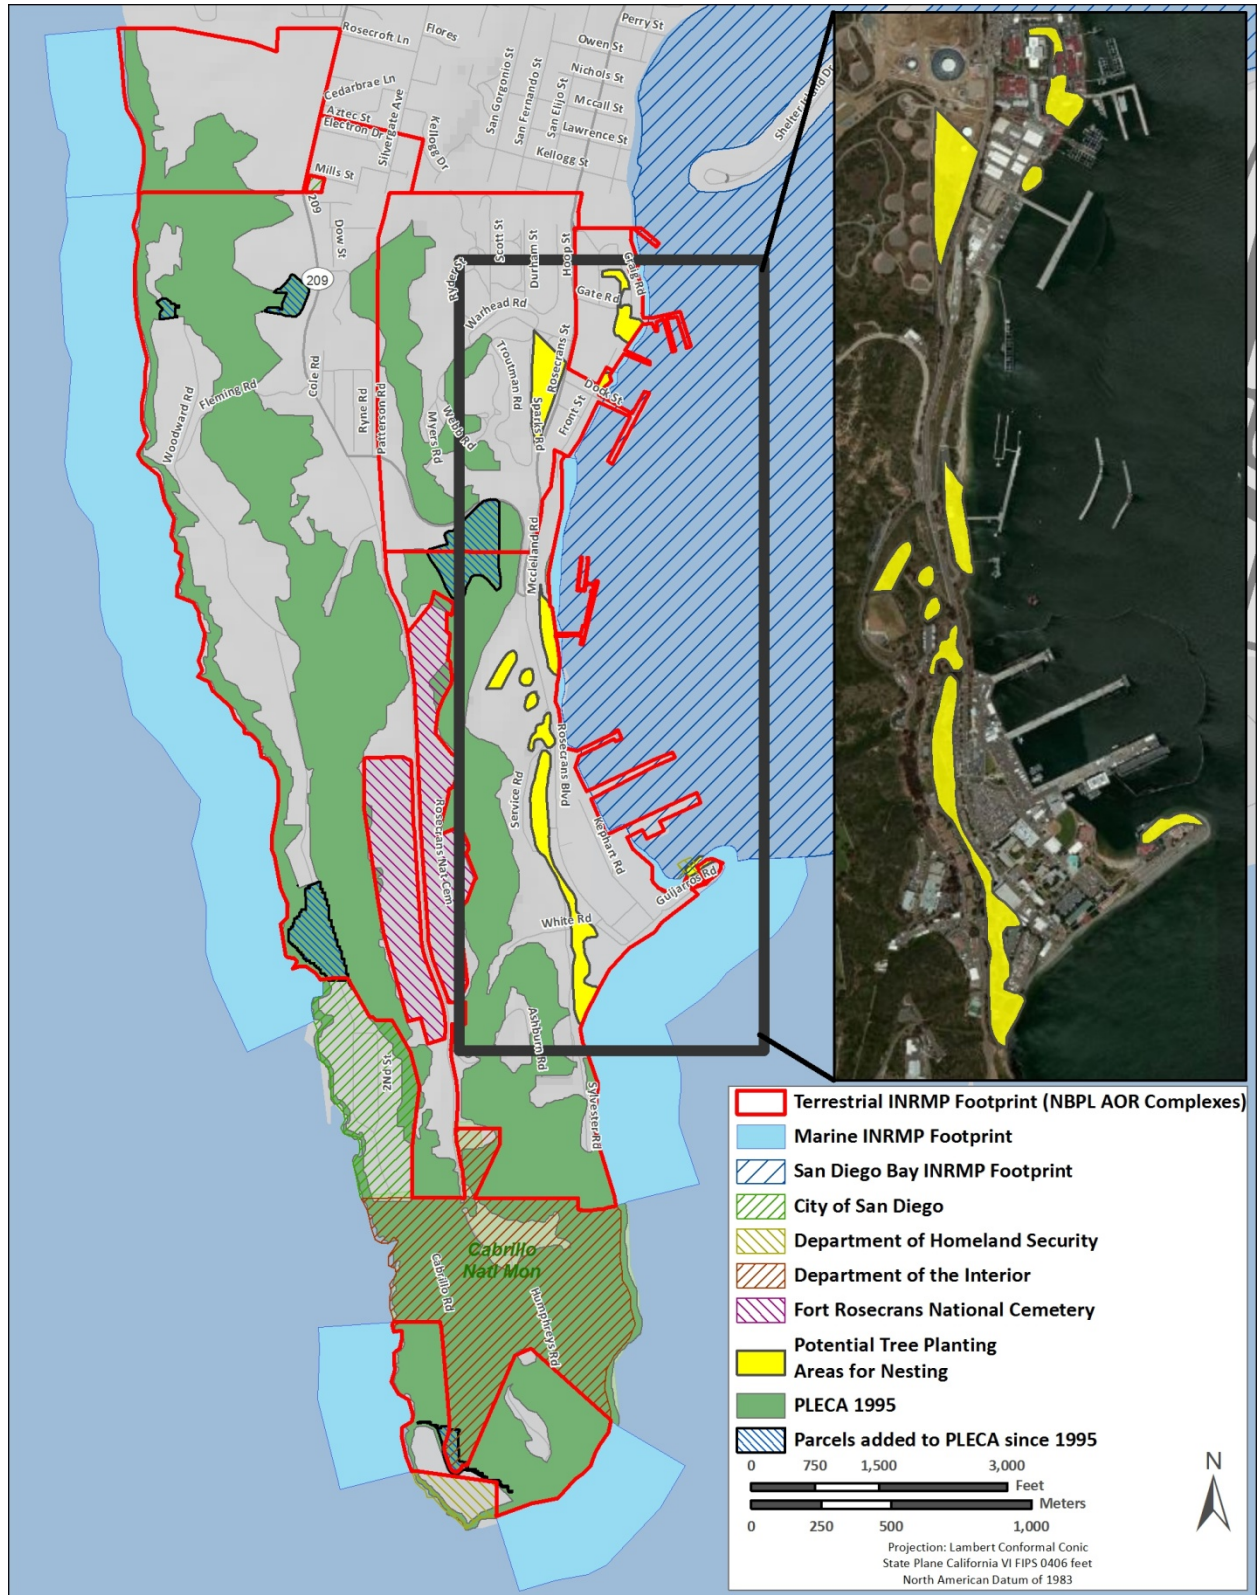 Perry St
Flores
Rosecroft Ln
Owen St
Nichols St
Cedarbrae Ln
San Gorgonio St
San Fernando St
San Elijo St
Mccall St
Aztec St
Electron Dr
Silvergate Ave
Kellogg Dr
Lawrence St
Kellogg St
Shelter Island Dr
Mills St
209
Dow St
Scott St
Durham St
Hoop St
Craig Rd
Ryder St
209
Gate Rd
Warhead Rd
Rosecrans St
Troutman Rd
Cole Rd
Fleming Rd
Woodward Rd
Ryne Rd
Patterson Rd
Myers Rd
Webb Rd
Sparks Rd
Front St
Dock St
Mcclelland Rd
Rosecrans Blvd
Service Rd
Kephart Rd
Rosecrans Nat Cem
Guijarros Rd
White Rd
Ashburn Rd
2Nd St
Sylvester Rd
Cabrillo
Natl Mon
Cabrillo Rd
Humphreys Rd
Terrestrial INRMP Footprint (NBPL AOR Complexes)
Marine INRMP Footprint
San Diego Bay INRMP Footprint
City of San Diego
Department of Homeland Security
Department of the Interior
Fort Rosecrans National Cemetery
Potential Tree Planting
Areas for Nesting
PLECA 1995
Parcels added to PLECA since 1995
0 750 1,500 3,000
Feet
Meters
0 250 500 1,000
N
Projection: Lambert Conformal Conic
State Plane California VI FIPS 0406 feet
North American Datum of 1983